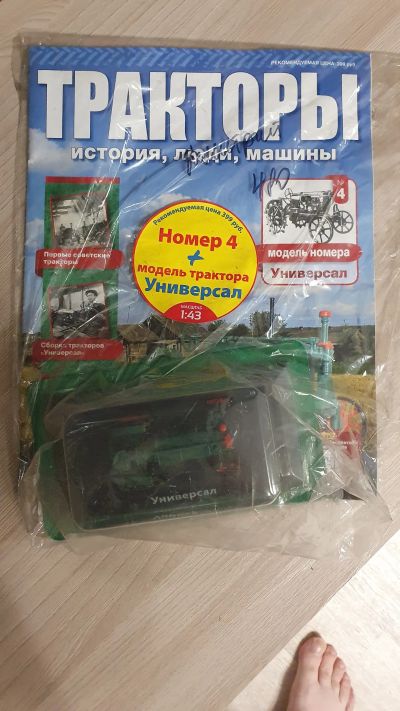 РЕКОМЕНДУЕМАЯ ЦЕНА: 399 руб.
ТРАКТОРЫ
история, люди, машины
№
4
Рекомендуемая цена 399 руб.
Номер 4
+
модель трактора
Универсал
МАСШТАБ
1:43
модель номера
Универсал
Первые советские
тракторы
Сборка тракторов
«Универсал»
Универсал